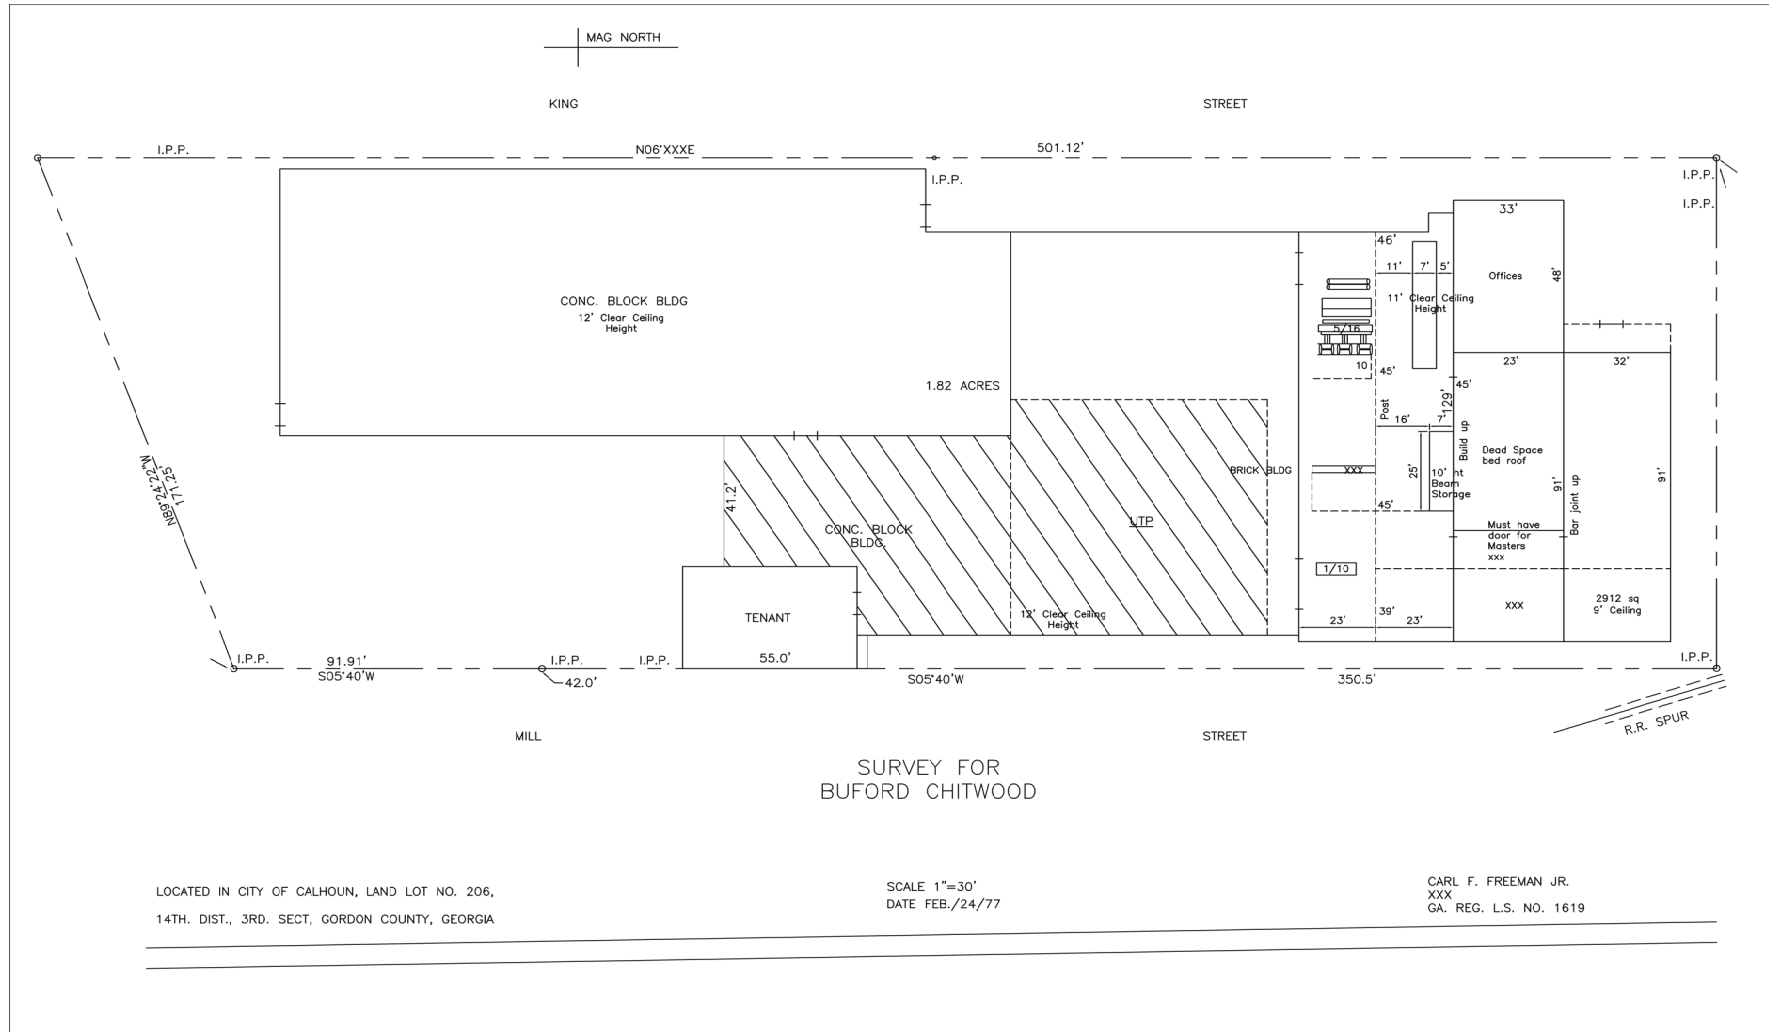 MAG NORTH
KING
STREET
I.P.P.
N06'XXXE
501.12'
I.P.P.
I.P.P.
I.P.P.
33'
46'
11'
7'
5'
Offices
48'
11' Clear Ceiling
Height
CONC. BLOCK BLDG
12' Clear Ceiling
Height
5/16
10
45'
23'
32'
1.82 ACRES
45'
129'
Post
16'
7'
Build up
Dead Space
bed roof
BRICK BLDG
XXX
25'
10' ht
Beam
Storage
91'
91'
Bar joint up
N89°24'22"W
171.25'
41.2'
45'
CONC. BLOCK
BLDG
UTP
Must have
door for
Masters
xxx
1/10
TENANT
12' Clear Ceiling
Height
39'
23'
23'
XXX
2912 sq
9' Ceiling
I.P.P.
91.91'
S05°40'W
I.P.P.
42.0'
I.P.P.
55.0'
S05°40'W
350.5'
I.P.P.
R.R. SPUR
MILL
STREET
SURVEY FOR
BUFORD CHITWOOD
LOCATED IN CITY OF CALHOUN, LAND LOT NO. 206,
14TH. DIST., 3RD. SECT, GORDON COUNTY, GEORGIA
SCALE 1"=30'
DATE FEB./24/77
CARL F. FREEMAN JR.
XXX
GA. REG. L.S. NO. 1619